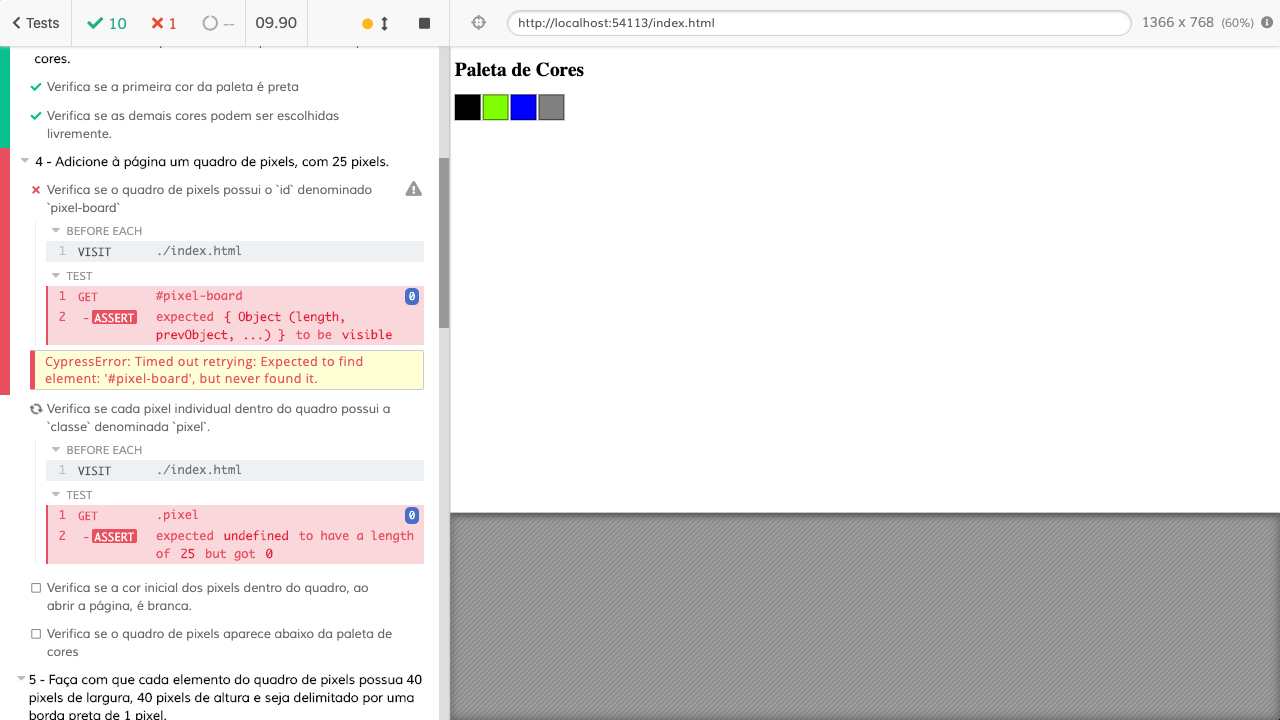 Tests 10 1 -- 09.90 http://localhost:54113/index.html 1366 x 768 (60%)
cores.
Verifica se a primeira cor da paleta é preta
Verifica se as demais cores podem ser escolhidas
livremente.
4 - Adicione à página um quadro de pixels, com 25 pixels.
Verifica se o quadro de pixels possui o `id` denominado
`pixel-board`
BEFORE EACH
1 VISIT ./index.html
TEST
1 GET #pixel-board 0
2 -ASSERT expected { Object (length,
prevObject, ...) } to be visible
CypressError: Timed out retrying: Expected to find
element: '#pixel-board', but never found it.
Verifica se cada pixel individual dentro do quadro possui a
`classe` denominada `pixel`.
BEFORE EACH
1 VISIT ./index.html
TEST
1 GET .pixel 0
2 -ASSERT expected undefined to have a length
of 25 but got 0
Verifica se a cor inicial dos pixels dentro do quadro, ao
abrir a página, é branca.
Verifica se o quadro de pixels aparece abaixo da paleta de
cores
5 - Faça com que cada elemento do quadro de pixels possua 40
pixels de largura, 40 pixels de altura e seja delimitado por uma
borda preta de 1 pixel.
Paleta de Cores